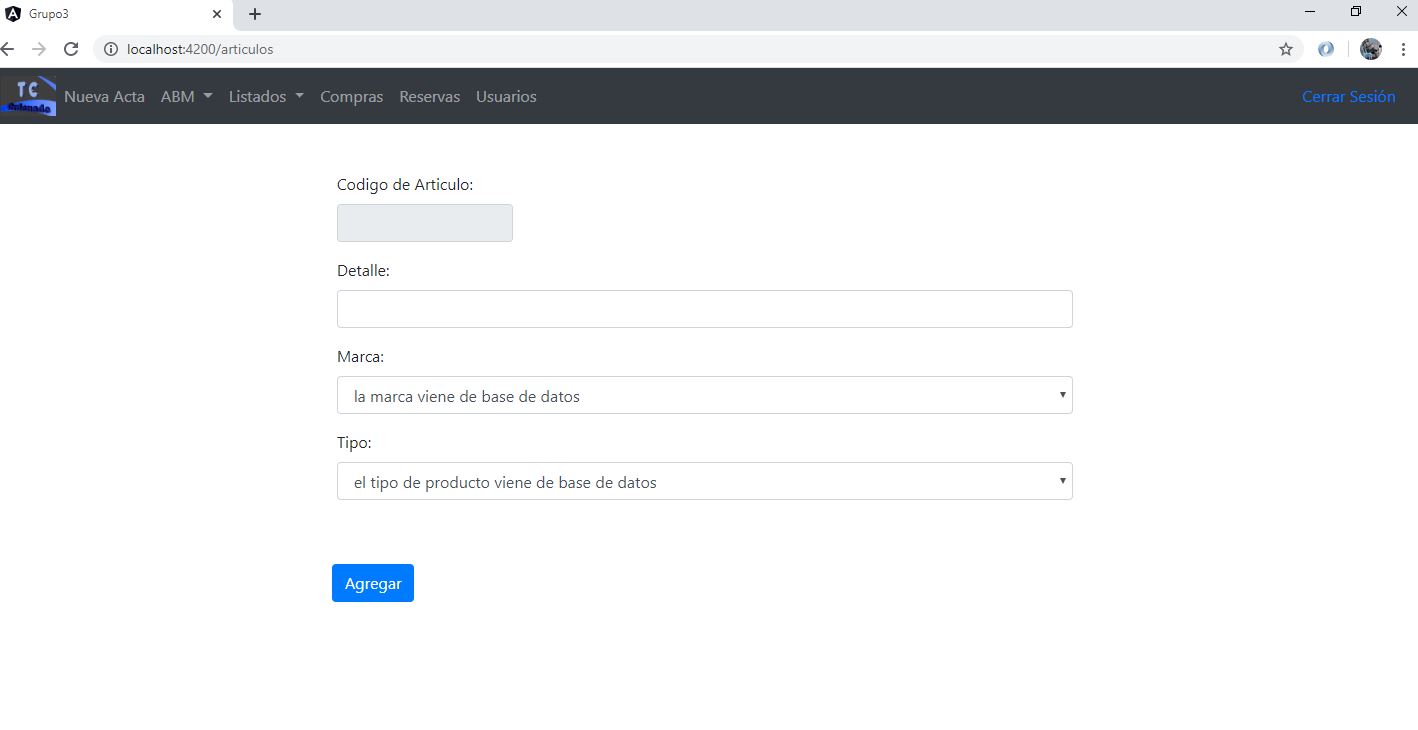 Grupo3
localhost:4200/articulos
TC
Nueva Acta ABM Listados Compras Reservas Usuarios Cerrar Sesión
Codigo de Articulo:
Detalle:
Marca:
la marca viene de base de datos
Tipo:
el tipo de producto viene de base de datos
Agregar